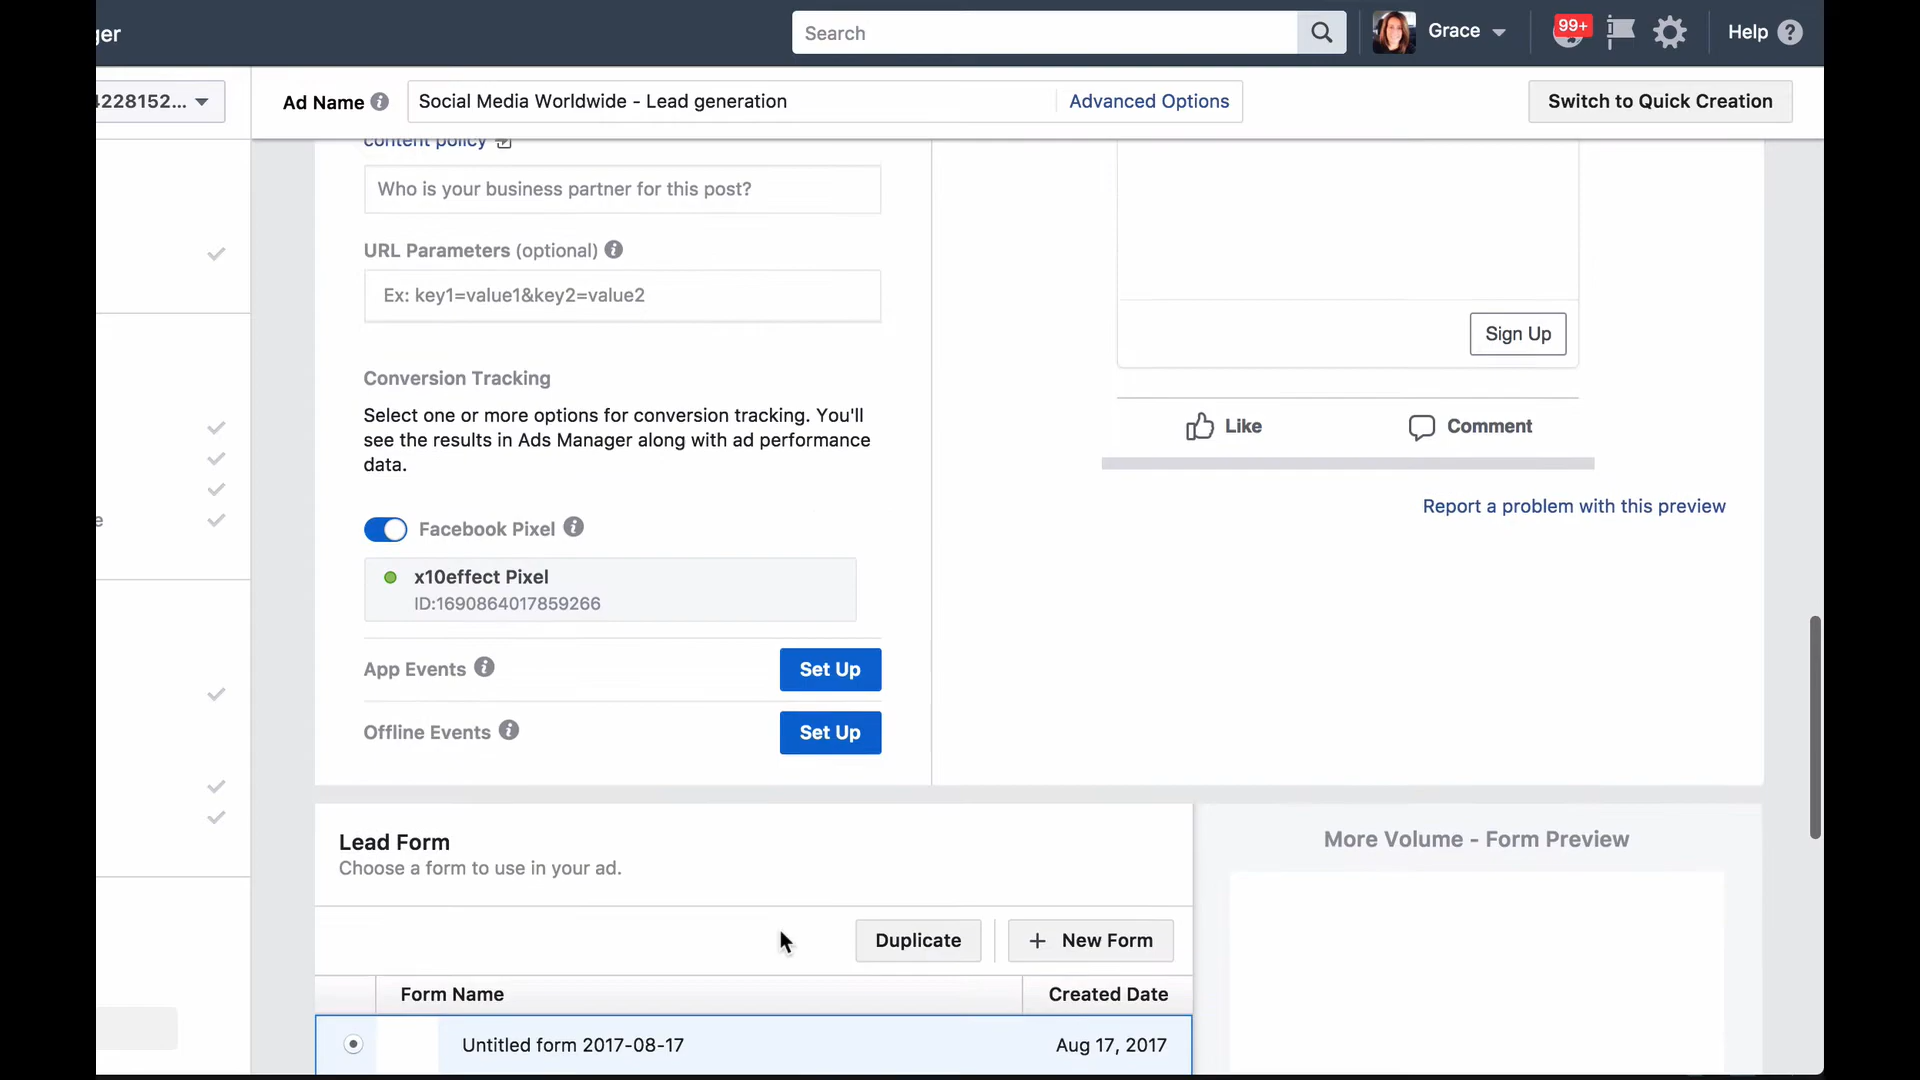 ger
Search
Grace
99+
Help
4228152...
Ad Name
Social Media Worldwide - Lead generation
Advanced Options
Switch to Quick Creation
content policy
Who is your business partner for this post?
URL Parameters (optional)
Ex: key1=value1&key2=value2
Sign Up
Conversion Tracking
Select one or more options for conversion tracking. You'll
see the results in Ads Manager along with ad performance
data.
Like
Comment
Report a problem with this preview
e
Facebook Pixel
x10effect Pixel
ID:1690864017859266
App Events
Set Up
Offline Events
Set Up
Lead Form
Choose a form to use in your ad.
More Volume - Form Preview
Duplicate
+ New Form
Form Name
Created Date
Untitled form 2017-08-17
Aug 17, 2017